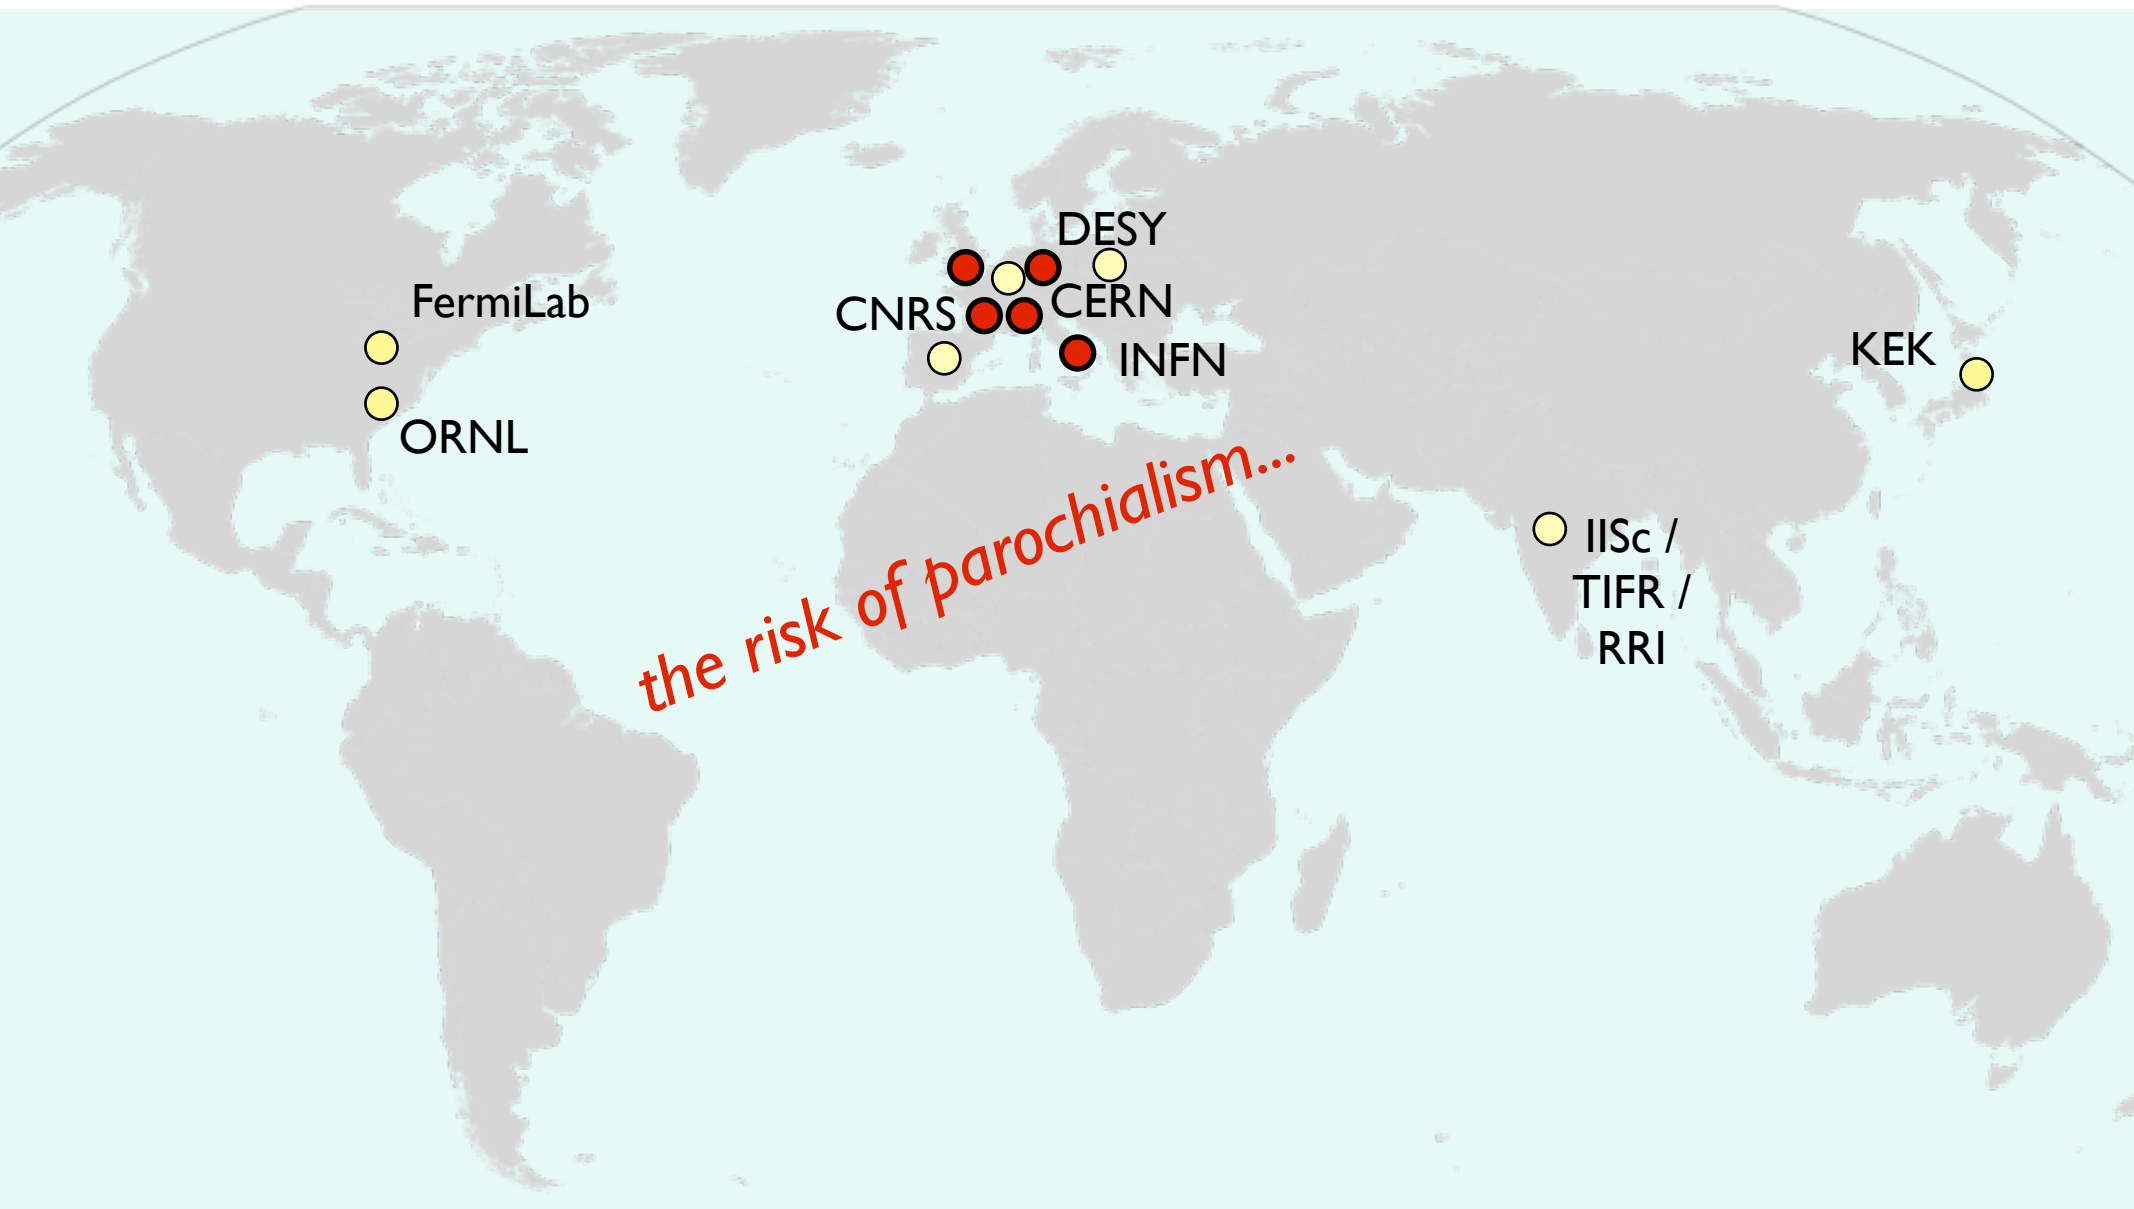 DESY
FermiLab
CNRS
CERN
INFN
KEK
ORNL
the risk of parochialism...
IISc /
TIFR /
RRI